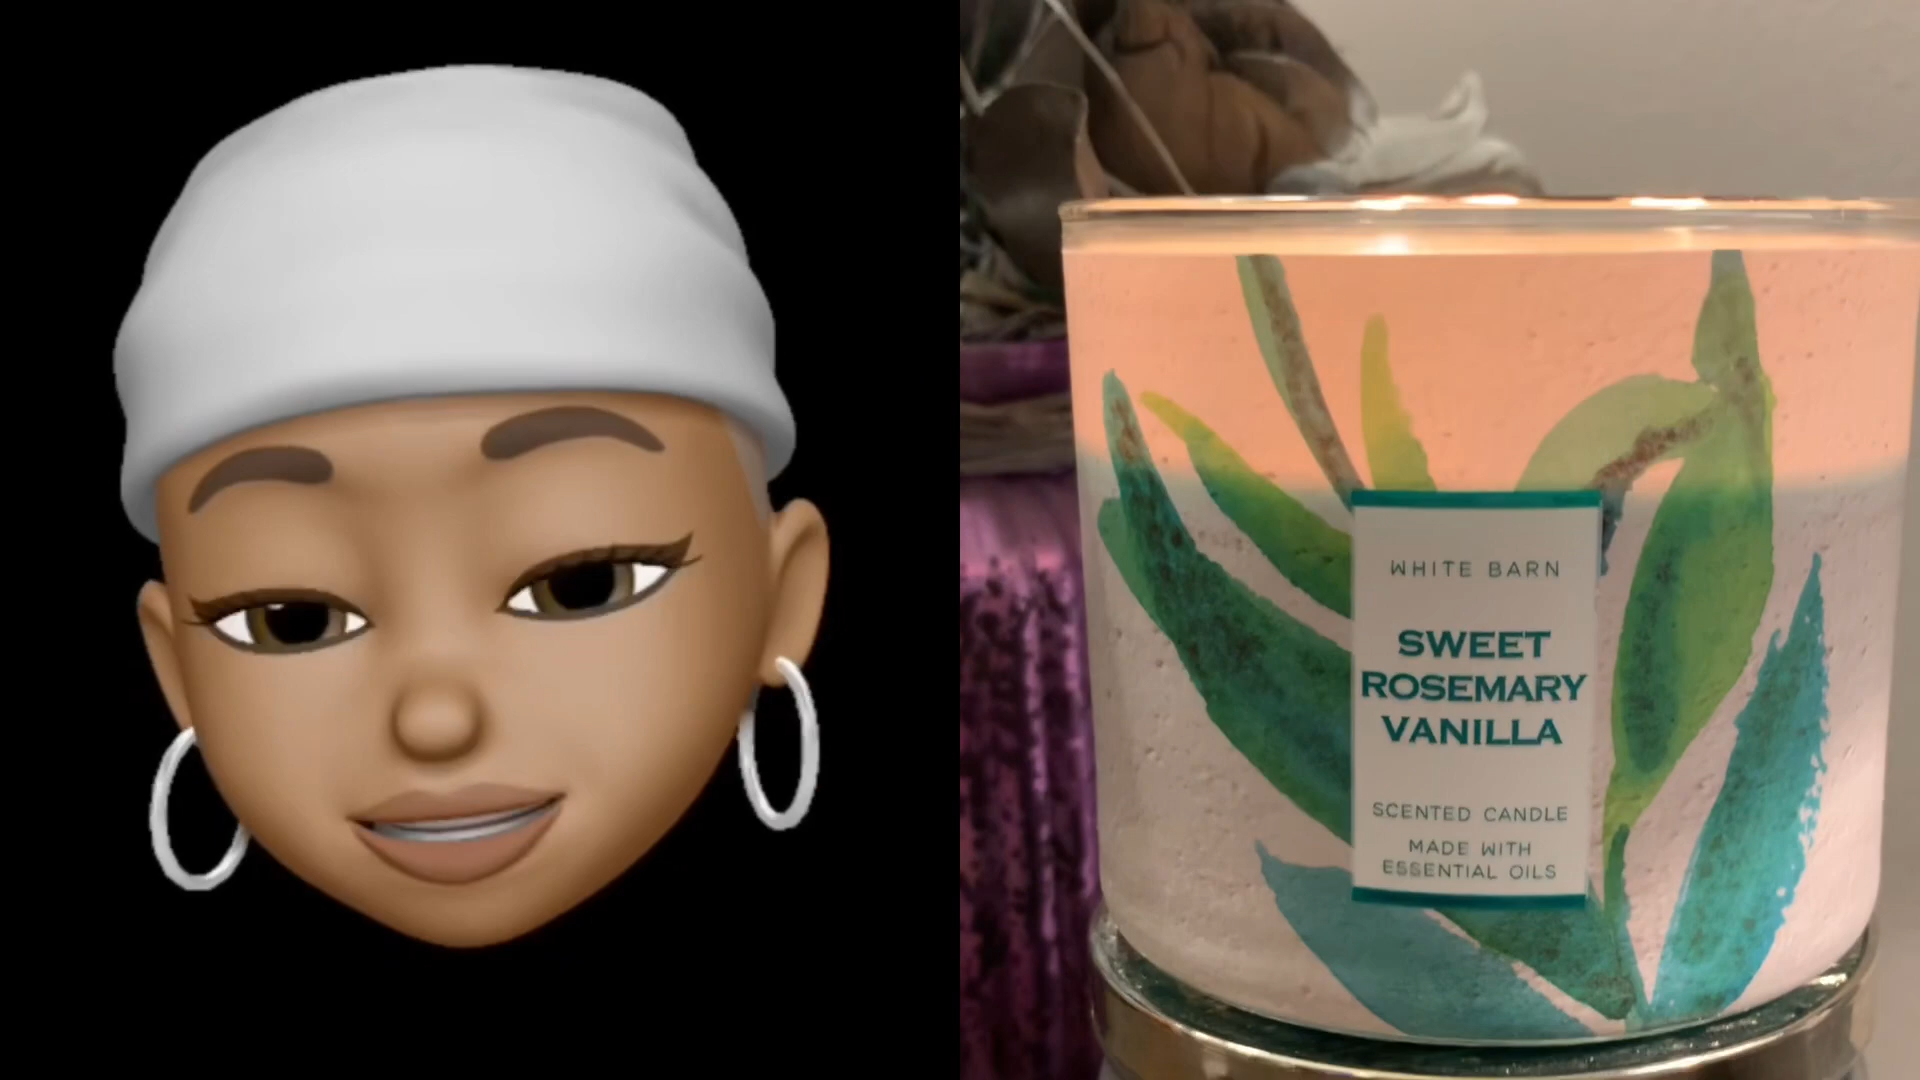 WHITE BARN
SWEET
ROSEMARY
VANILLA
SCENTED CANDLE
MADE WITH
ESSENTIAL OILS